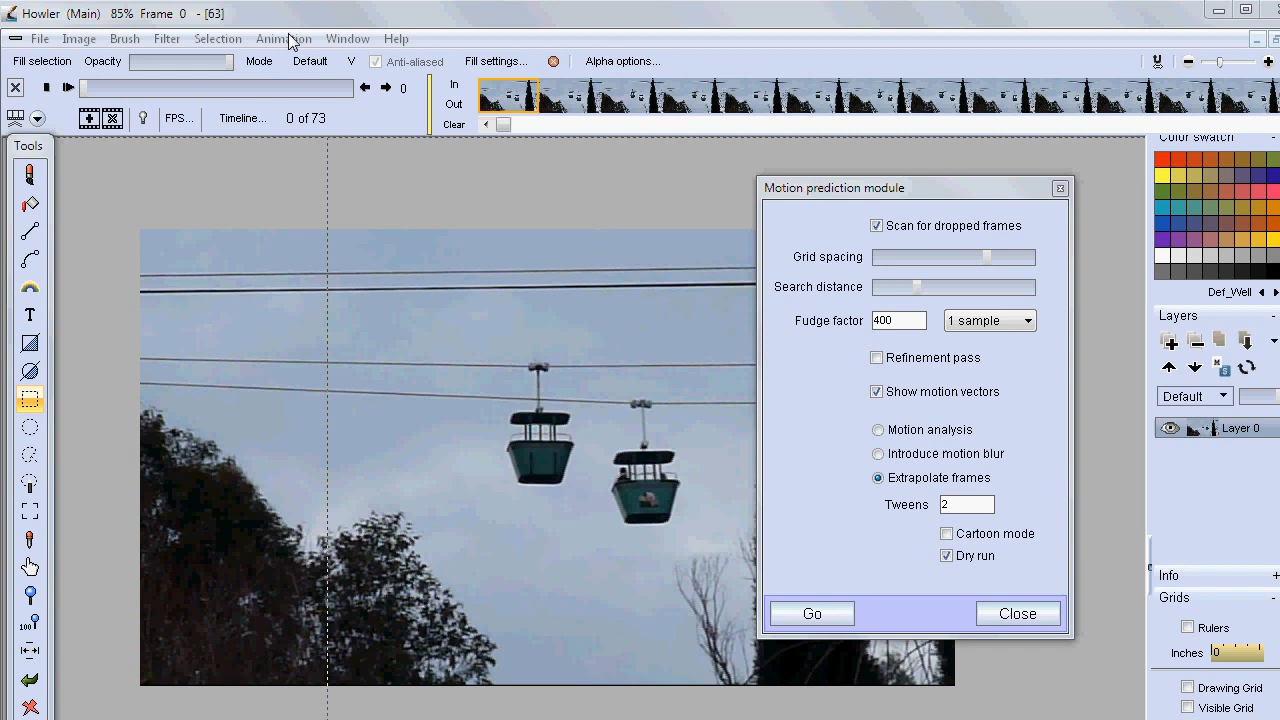 Howler (Main) 85% Frame 0 - [63]
File Image Brush Filter Selection Animation Window Help
Fill selection Opacity Mode Default V Anti-aliased Fill settings... Alpha options...
0 In
Out
FPS... Timeline... 0 of 73 Clear
Tools
Color swatch
Motion prediction module
Scan for dropped frames
Grid spacing
Search distance
Def_Well
Fudge factor 400 1 sample
Layers
Refinement pass
Show motion vectors
Default
Motion analysis
Layer 0
Introduce motion blur
Extrapolate frames
Tweens 2
Cartoon mode
Dry run
Info +
Grids -
Go Close
100
Rulers
Inches 0
Drawing Grid
Visible Grid
T